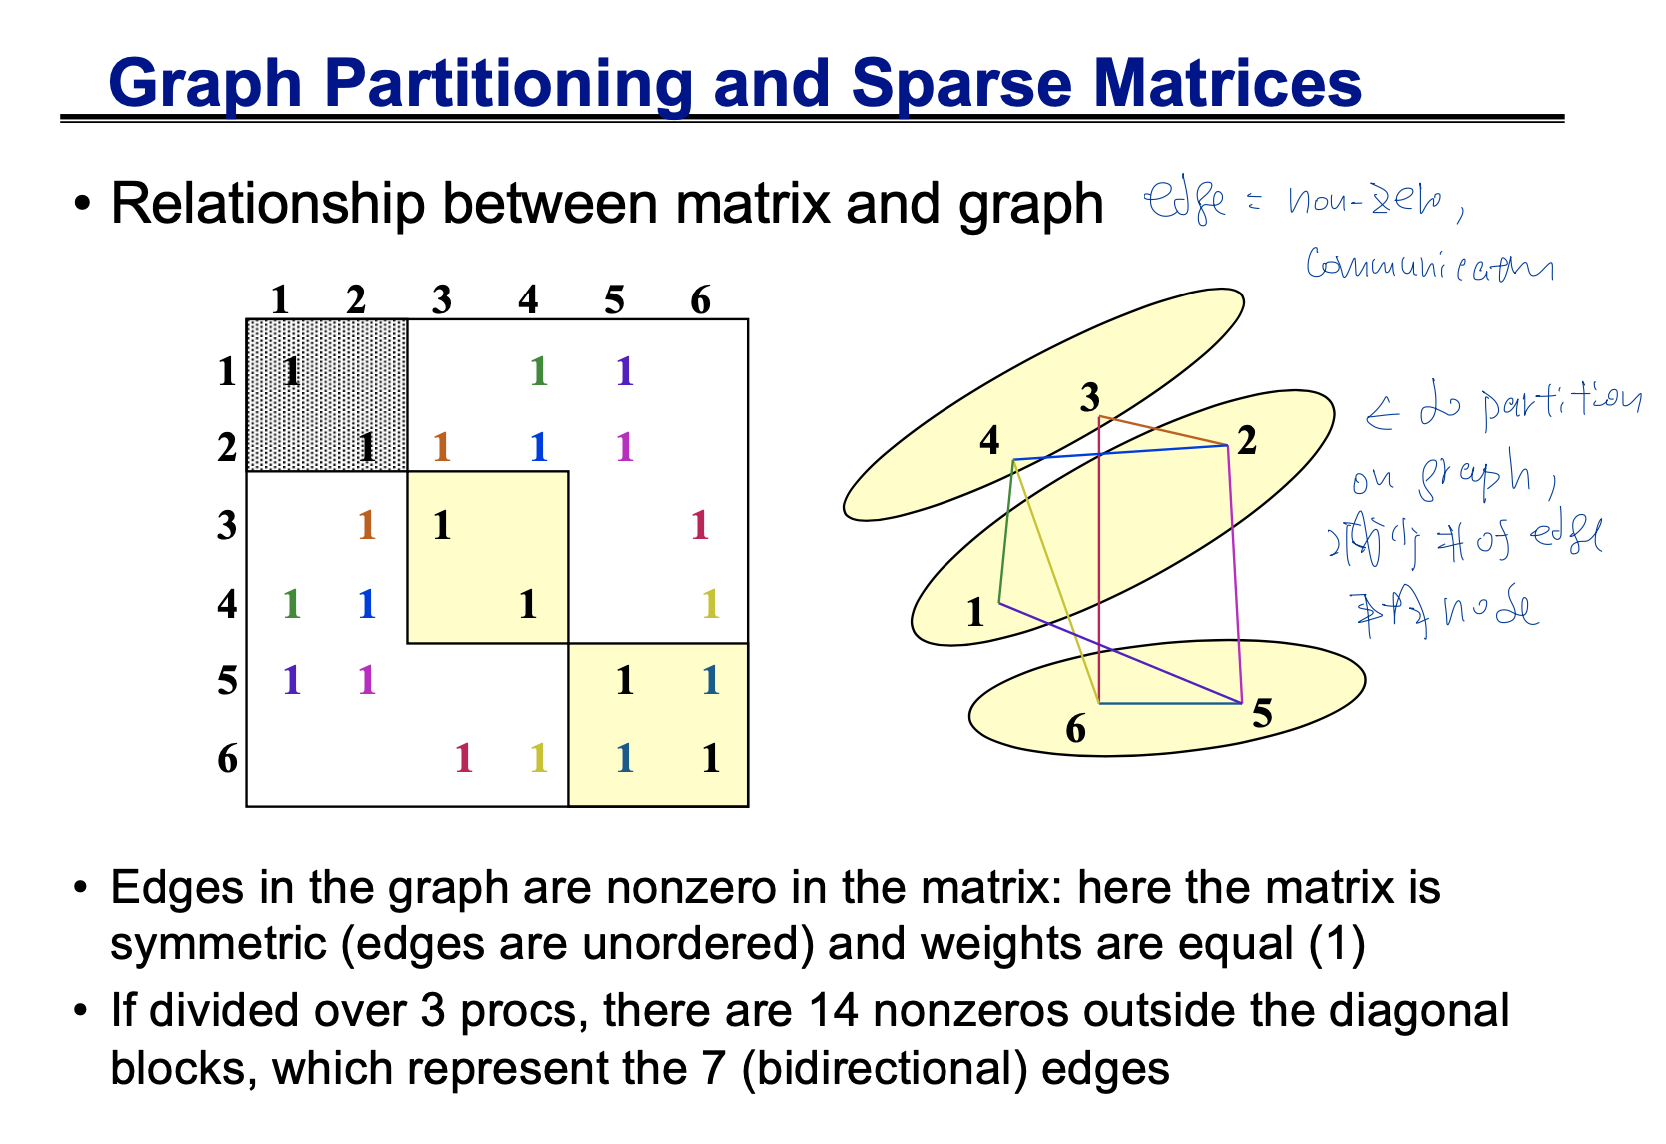 Graph Partitioning and Sparse Matrices
• Relationship between matrix and graph
edge = non-zero,
communication
1 2 3 4 5 6
1 1 1 1
2 1 1 1 1
3 1 1 1
4 1 1 1 1
5 1 1 1 1
6 1 1 1 1
3
4 2
1
6 5
← do partition
on graph,
# of edge
node
• Edges in the graph are nonzero in the matrix: here the matrix is
symmetric (edges are unordered) and weights are equal (1)
• If divided over 3 procs, there are 14 nonzeros outside the diagonal
blocks, which represent the 7 (bidirectional) edges